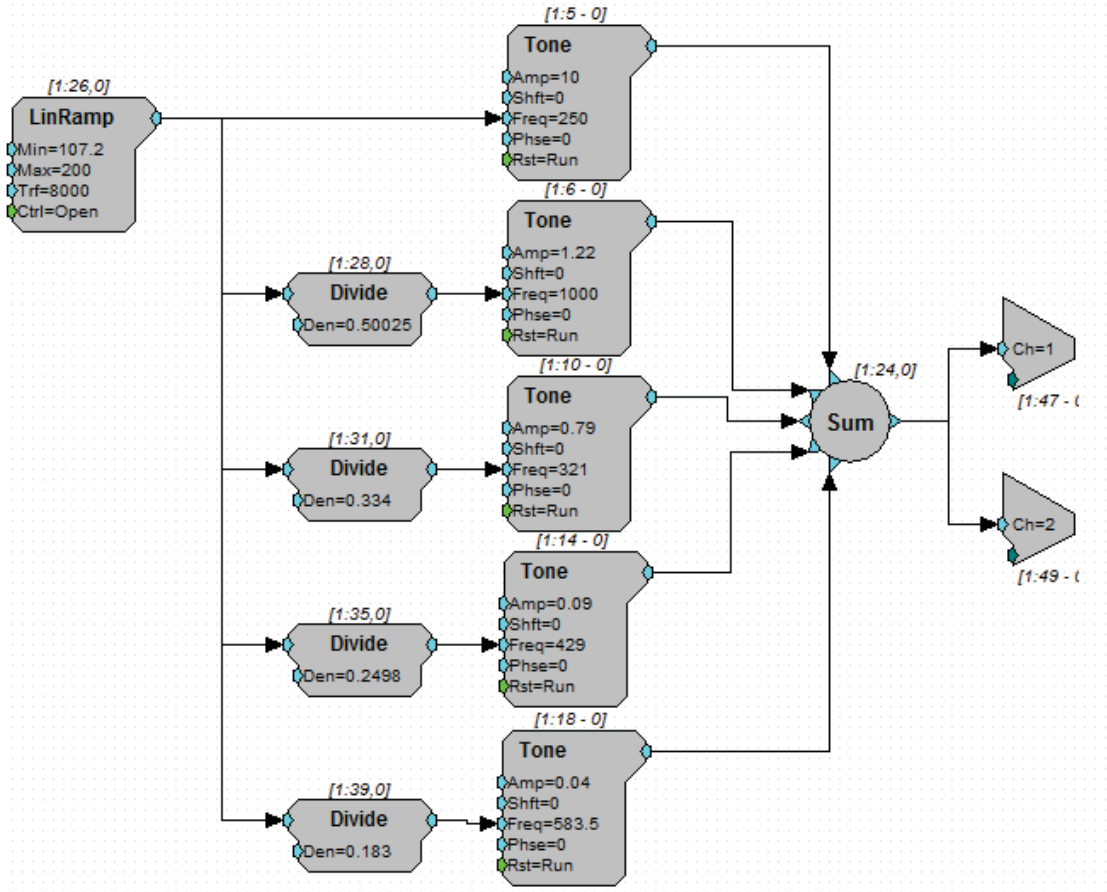 [1:26,0]
LinRamp
Min=107.2
Max=200
Trf=8000
Ctrl=Open
[1:5 - 0]
Tone
Amp=10
Shft=0
Freq=250
Phse=0
Rst=Run
[1:28,0]
Divide
Den=0.50025
[1:6 - 0]
Tone
Amp=1.22
Shft=0
Freq=1000
Phse=0
Rst=Run
[1:31,0]
Divide
Den=0.334
[1:10 - 0]
Tone
Amp=0.79
Shft=0
Freq=321
Phse=0
Rst=Run
[1:35,0]
Divide
Den=0.2498
[1:14 - 0]
Tone
Amp=0.09
Shft=0
Freq=429
Phse=0
Rst=Run
[1:39,0]
Divide
Den=0.183
[1:18 - 0]
Tone
Amp=0.04
Shft=0
Freq=583.5
Phse=0
Rst=Run
[1:24,0]
Sum
Ch=1
[1:47 -
Ch=2
[1:49 -